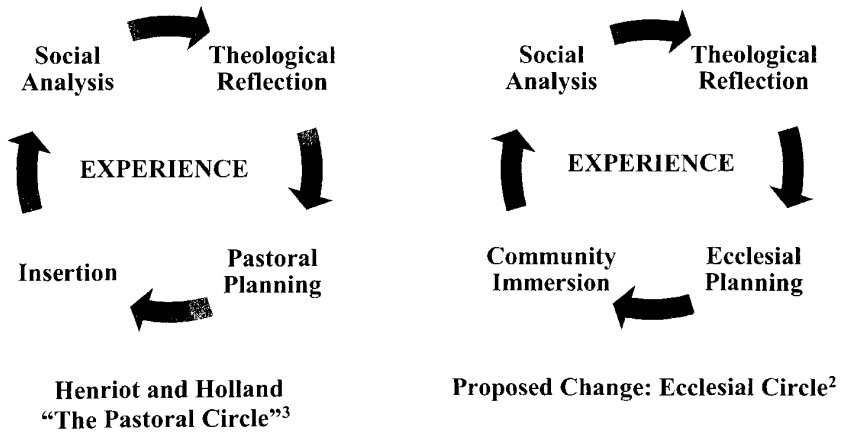 Social
Analysis
Theological
Reflection
EXPERIENCE
Insertion
Pastoral
Planning
Henriot and Holland
“The Pastoral Circle”³
Social
Analysis
Theological
Reflection
EXPERIENCE
Community
Immersion
Ecclesial
Planning
Proposed Change: Ecclesial Circle²